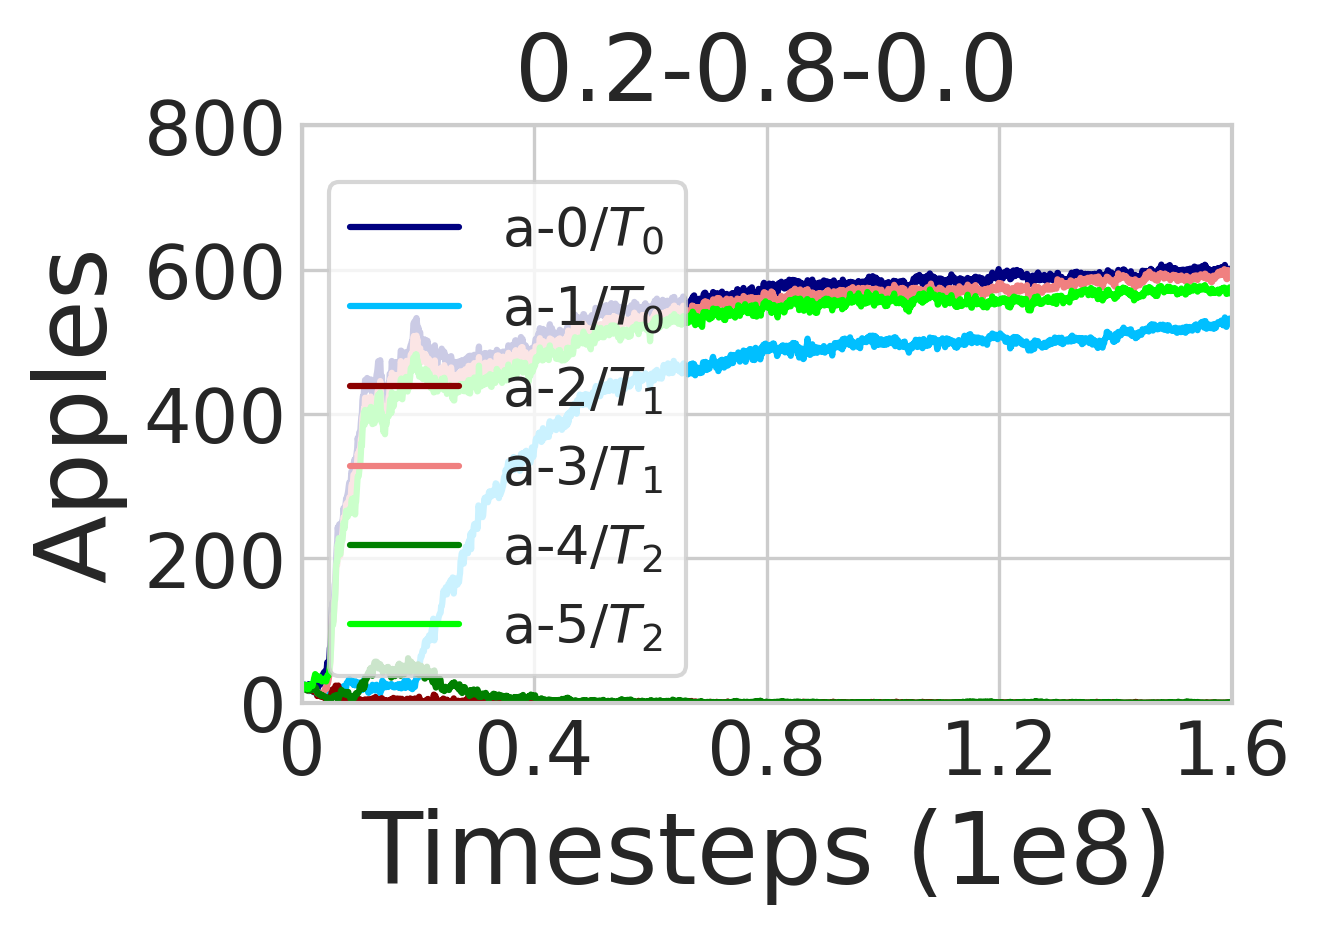 0.2-0.8-0.0
800
600
400
200
0
Apples
a-0/T₀
a-1/T₀
a-2/T₁
a-3/T₁
a-4/T₂
a-5/T₂
0 0.4 0.8 1.2 1.6
Timesteps (1e8)